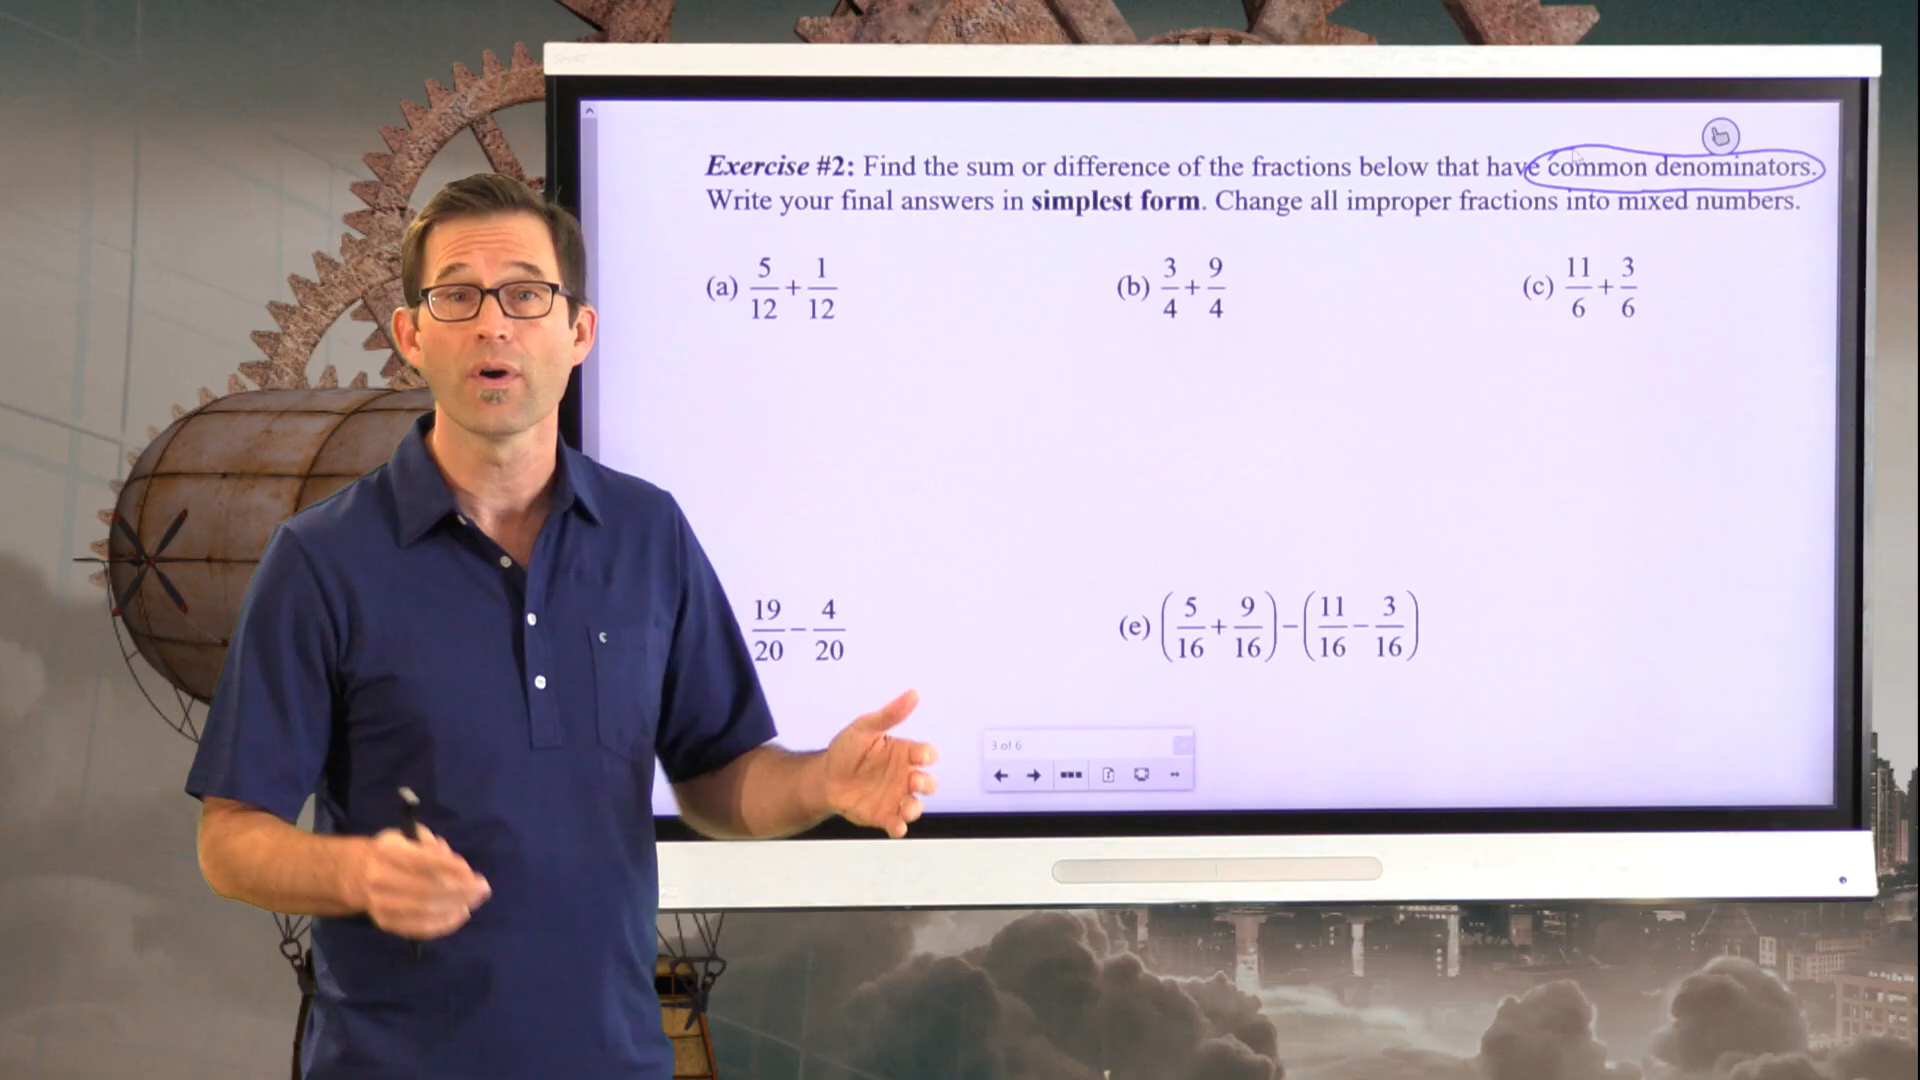 Exercise #2: Find the sum or difference of the fractions below that have common denominators.
Write your final answers in simplest form. Change all improper fractions into mixed numbers.
(a) 5/12 + 1/12
(b) 3/4 + 9/4
(c) 11/6 + 3/6
19/20 - 4/20
(e) (5/16 + 9/16) - (11/16 - 3/16)
3 of 6